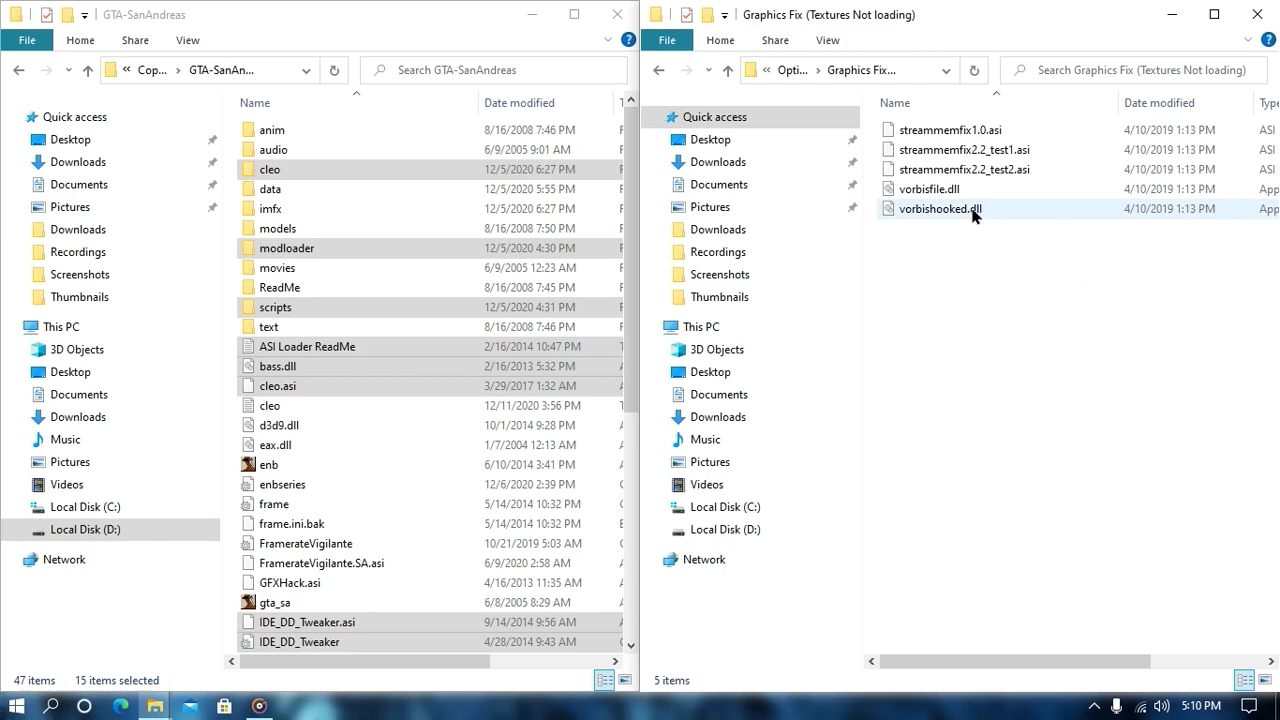 GTA-SanAndreas
File Home Share View
Cop... GTA-SanAn...
Search GTA-SanAndreas
Quick access
Desktop
Downloads
Documents
Pictures
Downloads
Recordings
Screenshots
Thumbnails
This PC
3D Objects
Desktop
Documents
Downloads
Music
Pictures
Videos
Local Disk (C:)
Local Disk (D:)
Network
Name Date modified
anim 8/16/2008 7:46 PM F
audio 6/9/2005 9:01 AM F
cleo 12/5/2020 6:27 PM F
data 12/5/2020 5:55 PM F
imfx 12/5/2020 6:27 PM F
models 8/16/2008 7:50 PM F
modloader 12/5/2020 4:30 PM F
movies 6/9/2005 12:23 AM F
ReadMe 8/16/2008 7:45 PM F
scripts 12/5/2020 4:31 PM F
text 8/16/2008 7:46 PM F
ASI Loader ReadMe 2/16/2014 10:47 PM T
bass.dll 2/16/2013 5:32 PM A
cleo.asi 3/29/2017 1:32 AM A
cleo 12/11/2020 3:56 PM T
d3d9.dll 10/1/2014 9:28 PM A
eax.dll 1/7/2004 12:13 AM A
enb 6/10/2014 3:41 PM A
enbseries 12/6/2020 2:39 PM C
frame 5/14/2014 10:32 PM C
frame.ini.bak 5/14/2014 10:32 PM E
FramerateVigilante 10/21/2019 5:03 AM C
FramerateVigilante.SA.asi 6/9/2020 2:58 AM A
GFXHack.asi 4/16/2013 11:35 AM A
gta_sa 6/8/2005 8:29 AM A
IDE_DD_Tweaker.asi 9/14/2014 9:56 AM A
IDE_DD_Tweaker 4/28/2014 9:43 AM C
47 items 15 items selected
Graphics Fix (Textures Not loading)
File Home Share View
Opti... Graphics Fix...
Search Graphics Fix (Textures Not loading)
Quick access
Desktop
Downloads
Documents
Pictures
Downloads
Recordings
Screenshots
Thumbnails
This PC
3D Objects
Desktop
Documents
Downloads
Music
Pictures
Videos
Local Disk (C:)
Local Disk (D:)
Network
Name Date modified Type
streammemfix1.0.asi 4/10/2019 1:13 PM ASI
streammemfix2.2_test1.asi 4/10/2019 1:13 PM ASI
streammemfix2.2_test2.asi 4/10/2019 1:13 PM ASI
vorbisfile.dll 4/10/2019 1:13 PM App
vorbishooked.dll 4/10/2019 1:13 PM App
5 items
5:10 PM